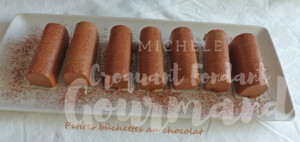 MICHELE
Croquant Fondant
Gourmand
Petites bûchettes au chocolat